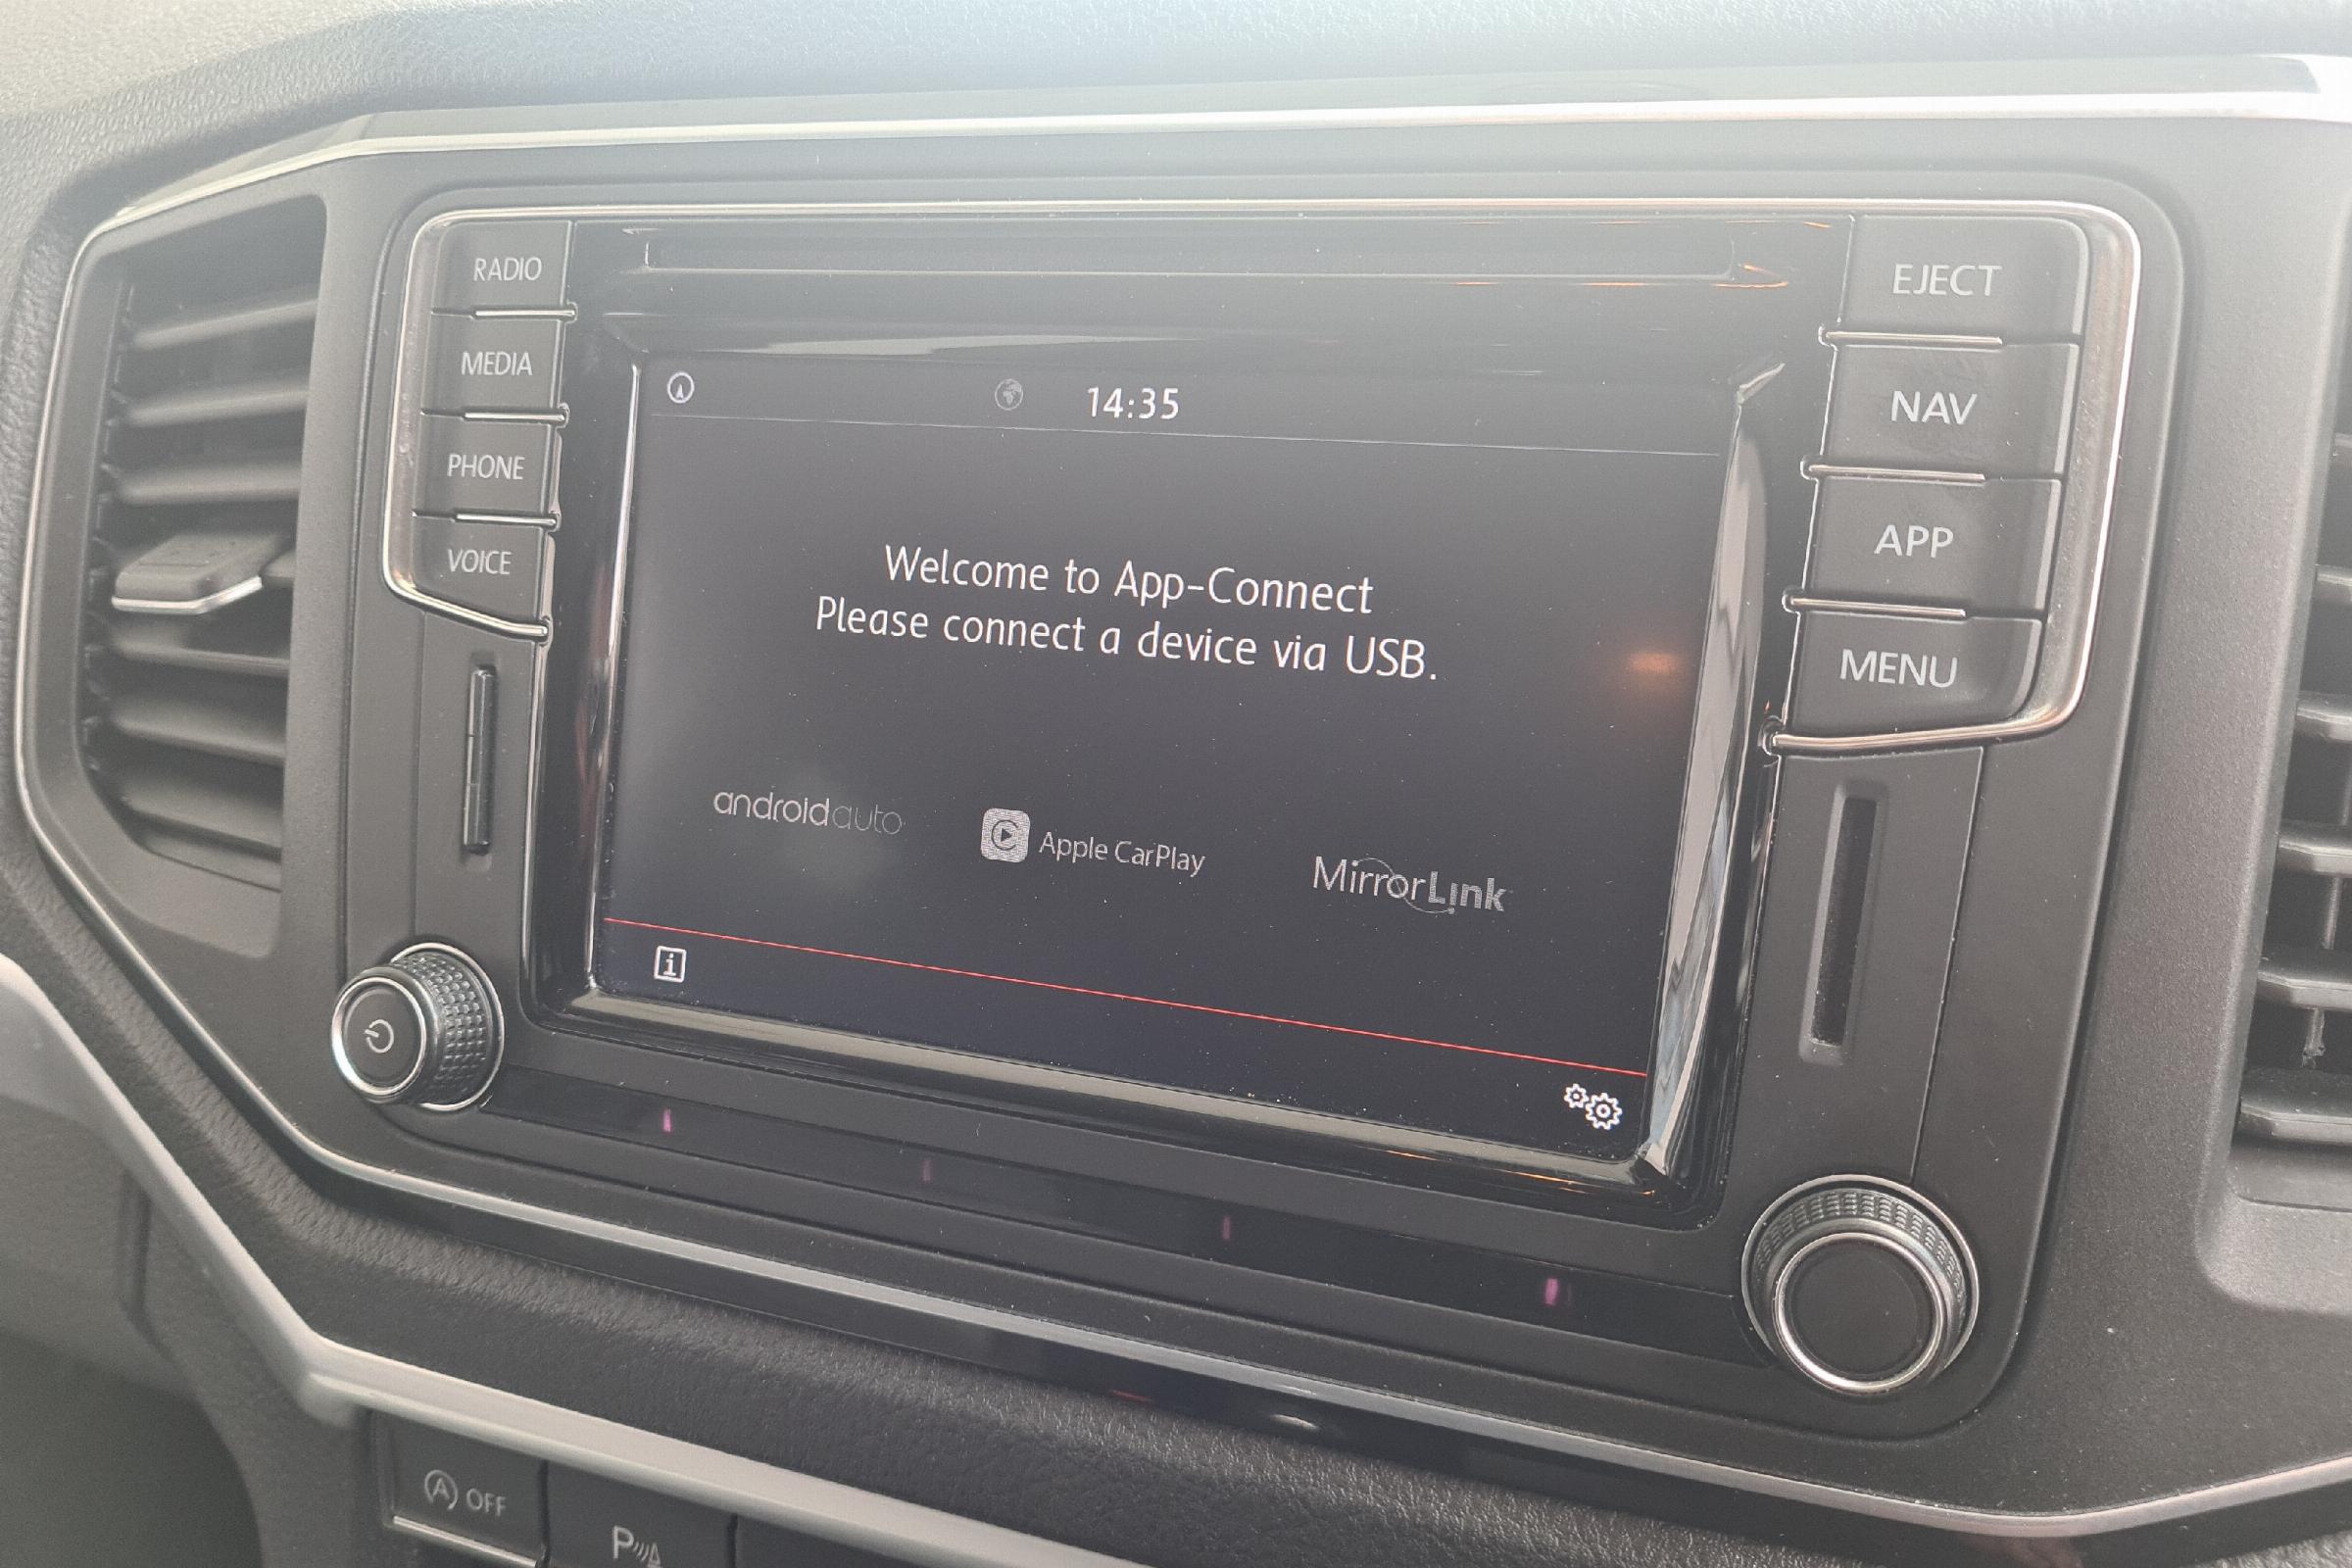 RADIO
MEDIA
PHONE
VOICE
14:35
Welcome to App-Connect
Please connect a device via USB.
androidauto
Apple CarPlay
MirrorLink
i
EJECT
NAV
APP
MENU
A OFF
P